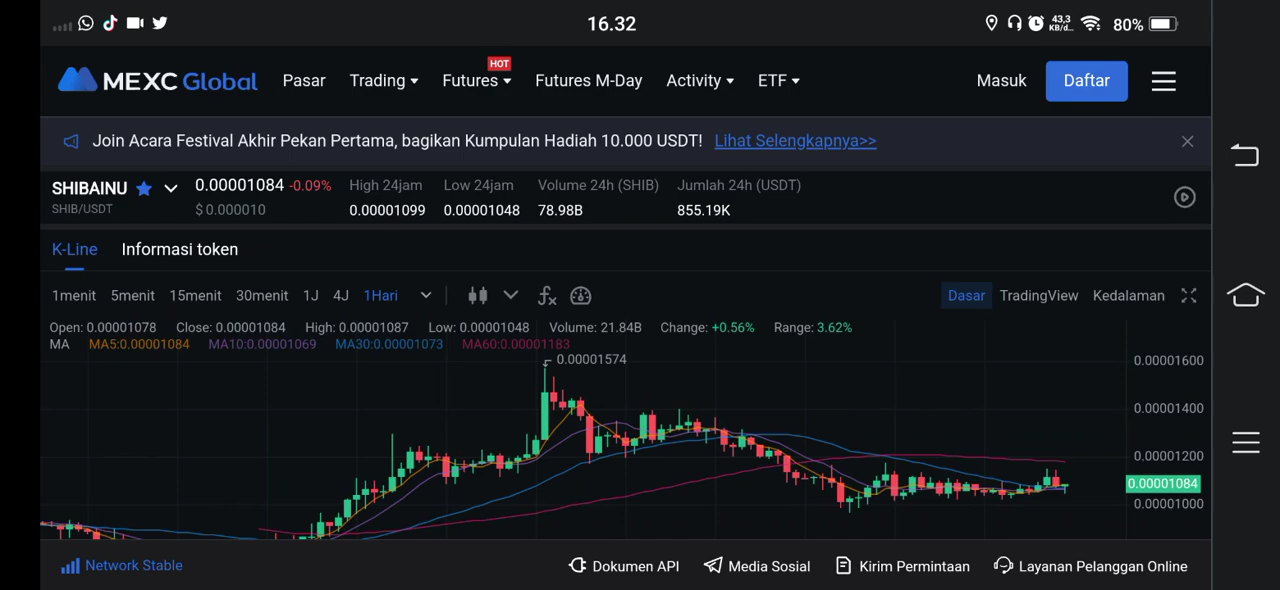 16.32
43,3
KB/d...
80%
MEXC Global
Pasar
Trading
HOT
Futures
Futures M-Day
Activity
ETF
Masuk
Daftar
Join Acara Festival Akhir Pekan Pertama, bagikan Kumpulan Hadiah 10.000 USDT! Lihat Selengkapnya>>
SHIBAINU 0.00001084 -0.09% High 24jam Low 24jam Volume 24h (SHIB) Jumlah 24h (USDT)
SHIB/USDT $ 0.000010 0.00001099 0.00001048 78.98B 855.19K
K-Line Informasi token
1menit 5menit 15menit 30menit 1J 4J 1Hari Dasar TradingView Kedalaman
Open: 0.00001078 Close: 0.00001084 High: 0.00001087 Low: 0.00001048 Volume: 21.84B Change: +0.56% Range: 3.62%
MA MA5:0.00001084 MA10:0.00001069 MA30:0.00001073 MA60:0.00001183
0.00001574
0.00001600
0.00001400
0.00001200
0.00001084
0.00001000
Network Stable Dokumen API Media Sosial Kirim Permintaan Layanan Pelanggan Online